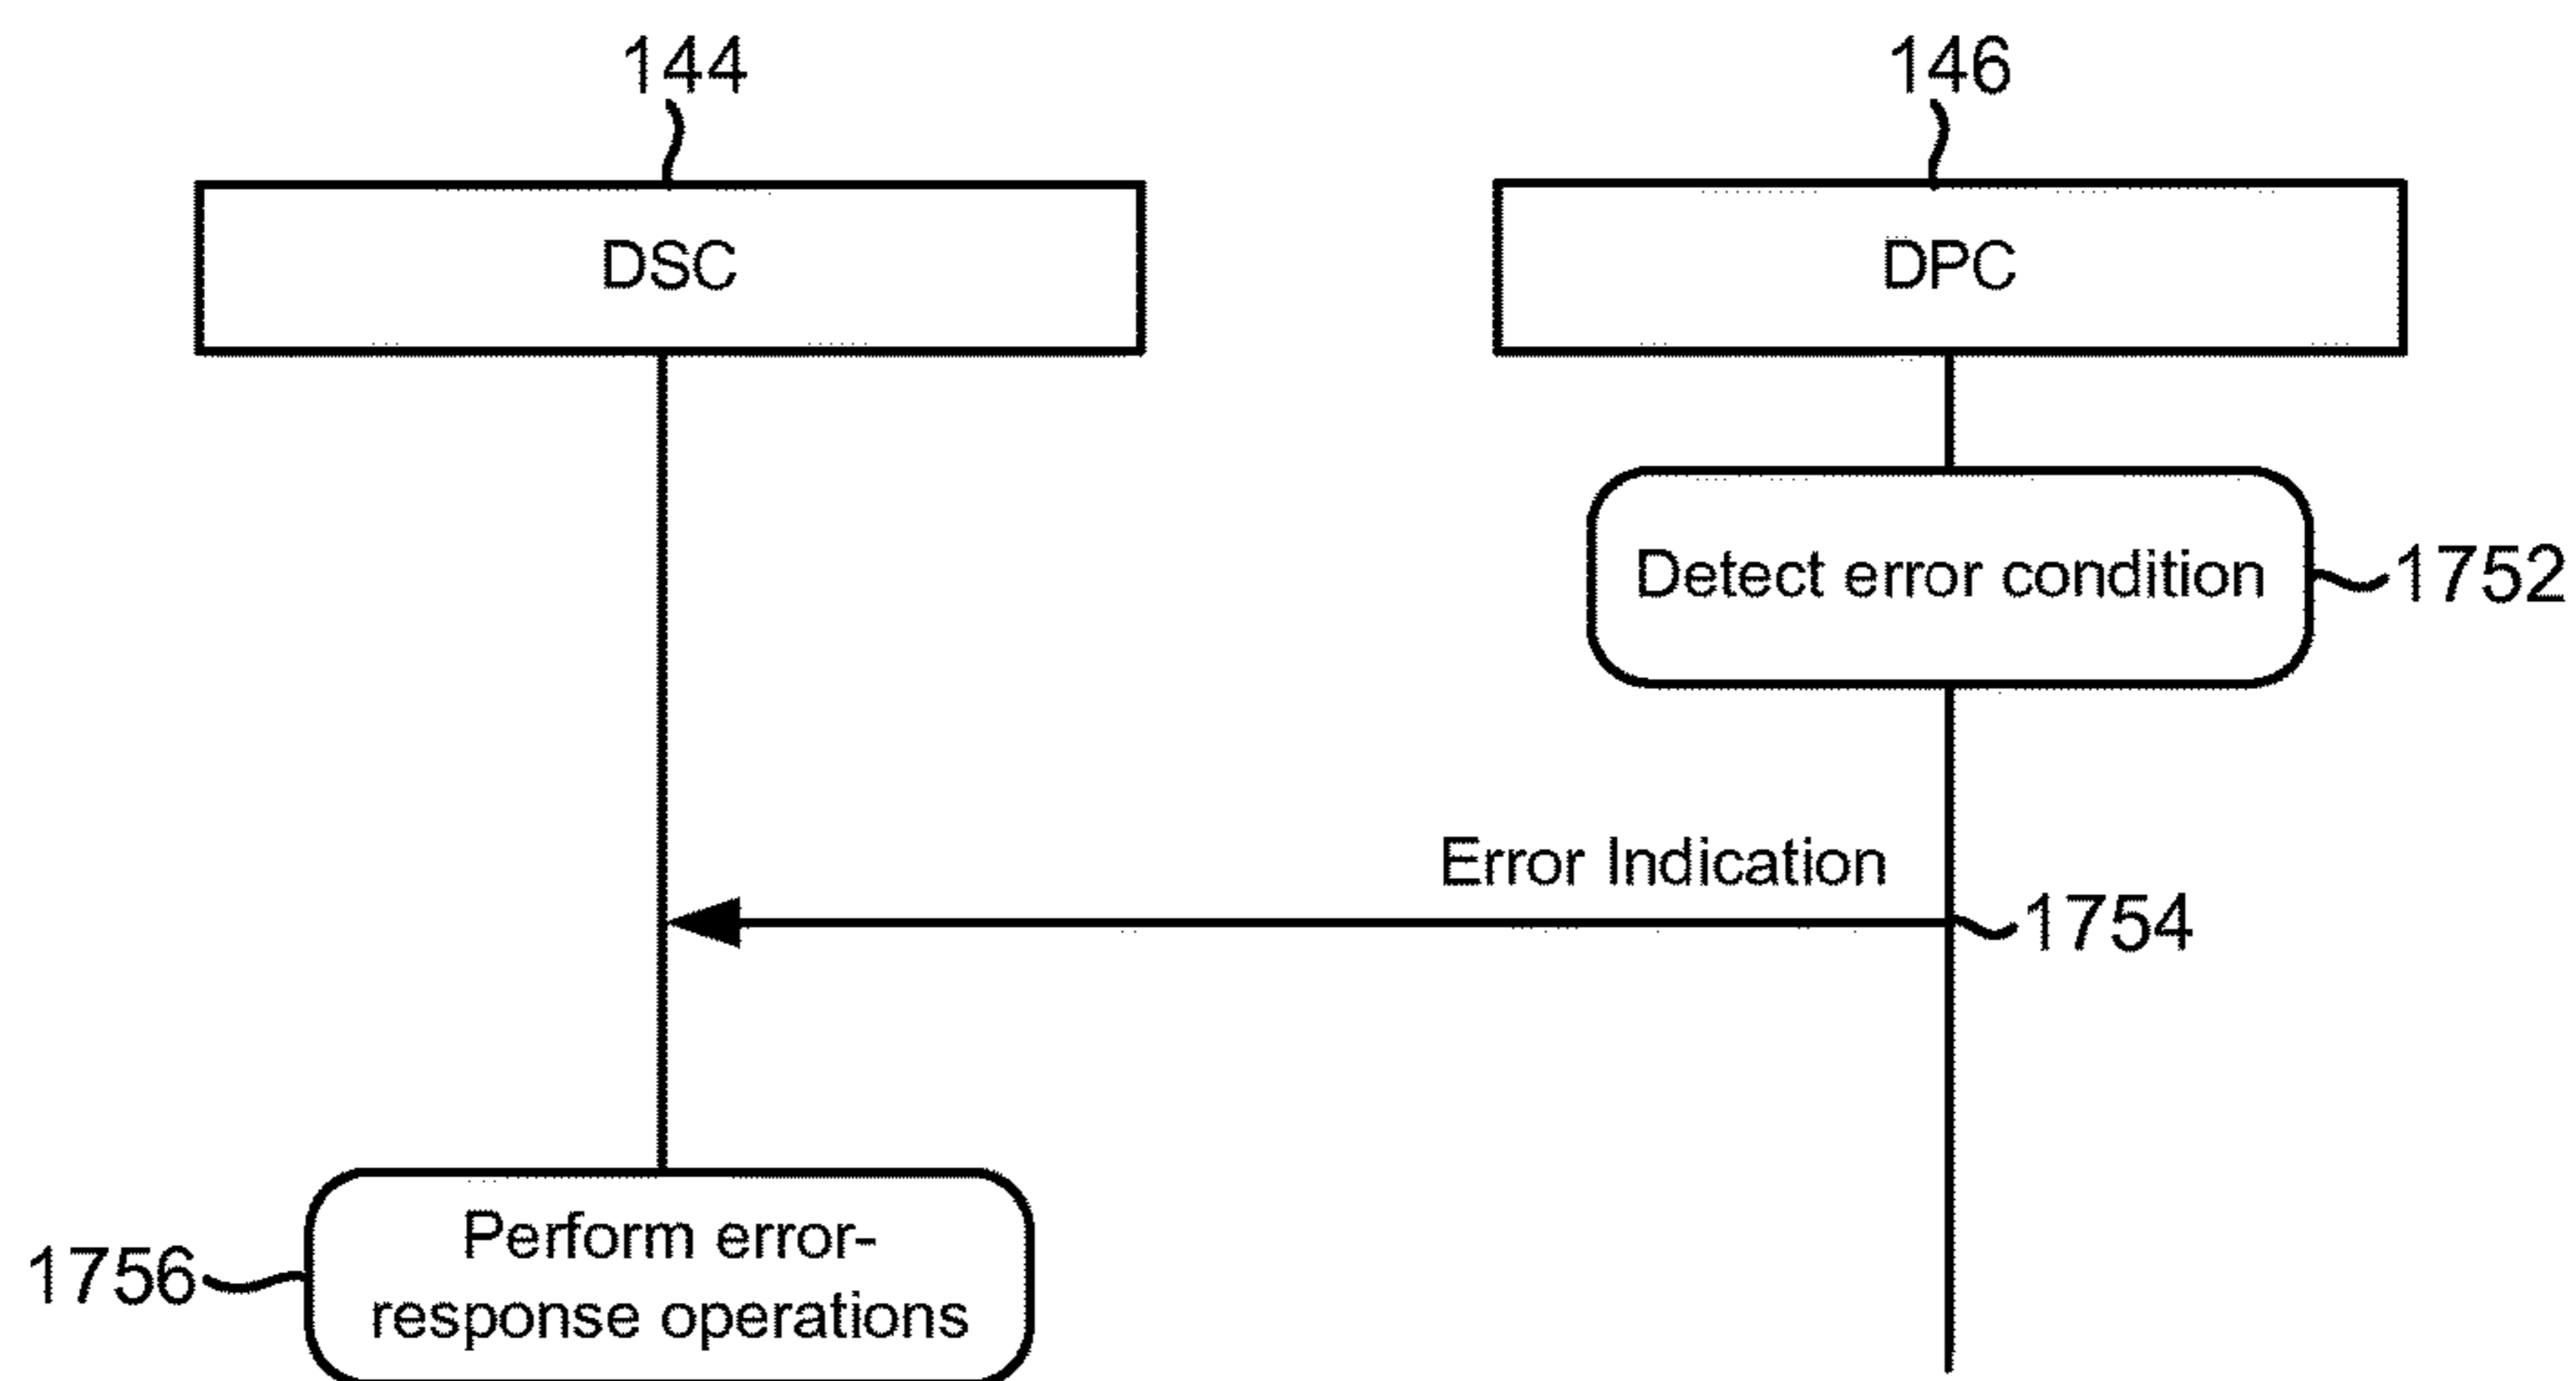 144
146
DSC
DPC
Detect error condition
1752
Error Indication
1754
Perform error-
1756
response operations